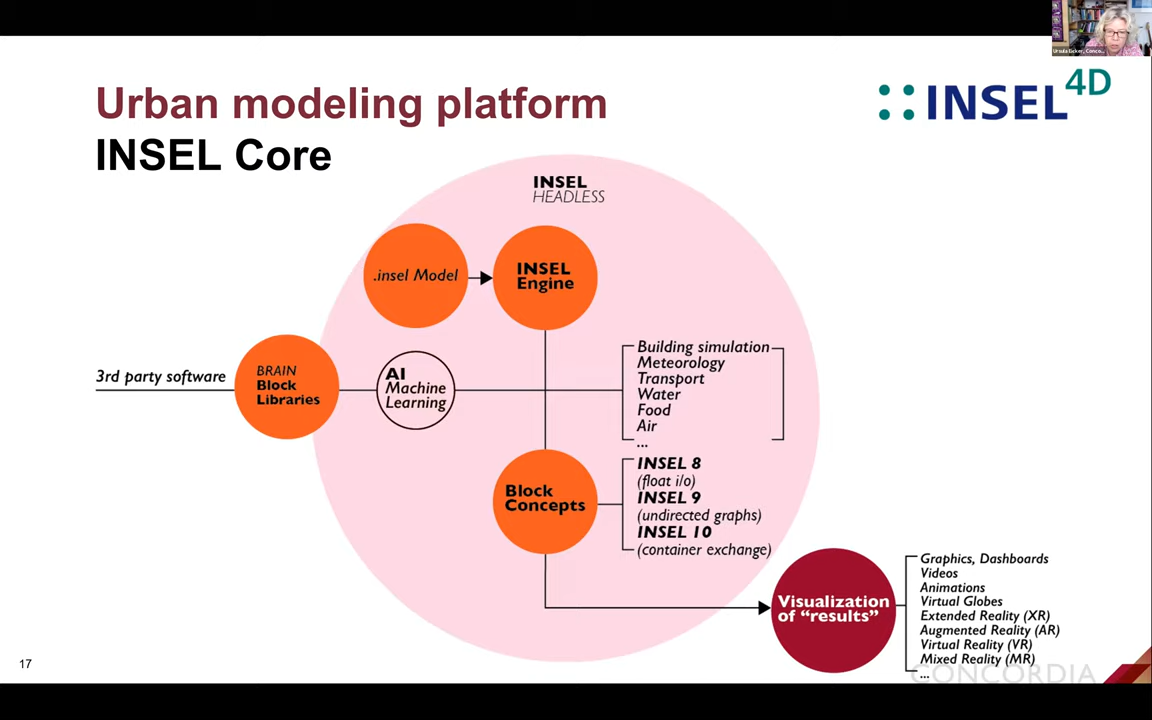 Urban modeling platform
INSEL Core
INSEL 4D
INSEL
HEADLESS
.insel Model
INSEL
Engine
3rd party software
BRAIN
Block
Libraries
AI
Machine
Learning
Building simulation
Meteorology
Transport
Water
Food
Air
...
Block
Concepts
INSEL 8
(float i/o)
INSEL 9
(undirected graphs)
INSEL 10
(container exchange)
Visualization
of “results”
Graphics, Dashboards
Videos
Animations
Virtual Globes
Extended Reality (XR)
Augmented Reality (AR)
Virtual Reality (VR)
Mixed Reality (MR)
...
17
CONCORDIA